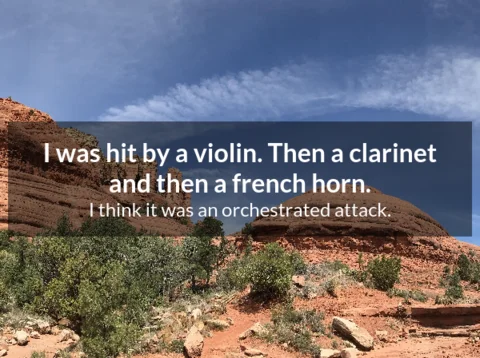 I was hit by a violin. Then a clarinet
and then a french horn.
I think it was an orchestrated attack.